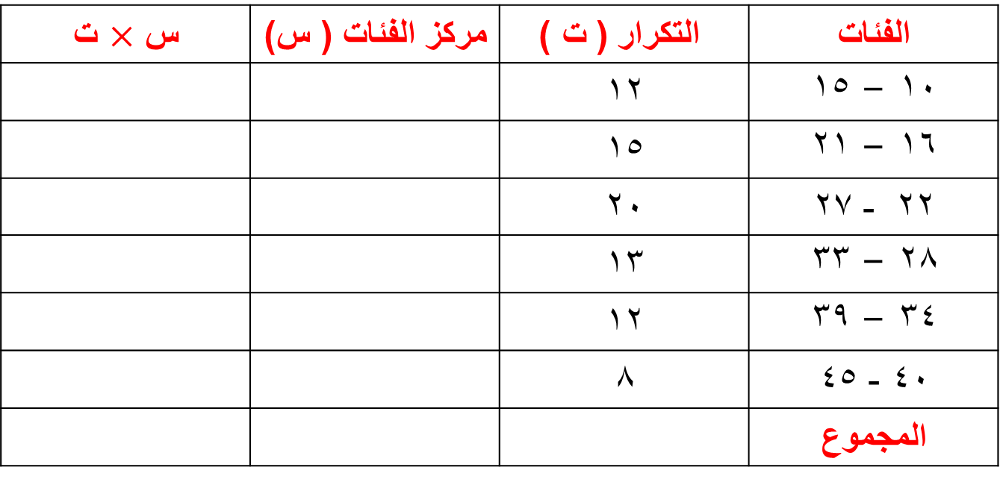 الفئات التكرار ( ت ) مركز الفئات ( س) س × ت
١٠ – ١٥ ١٢
١٦ – ٢١ ١٥
٢٢ - ٢٧ ٢٠
٢٨ – ٣٣ ١٣
٣٤ – ٣٩ ١٢
٤٠ - ٤٥ ٨
المجموع